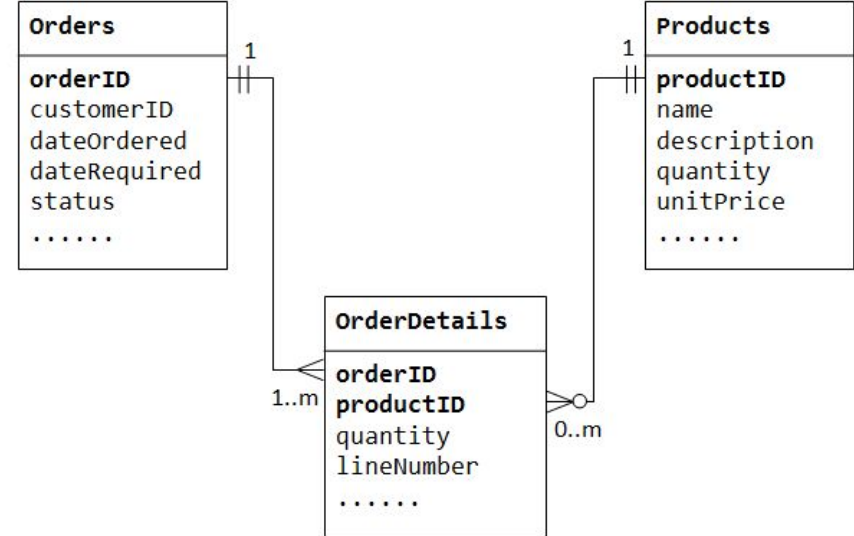 Orders
orderID
customerID
dateOrdered
dateRequired
status
......
1
1
Products
productID
name
description
quantity
unitPrice
......
OrderDetails
orderID
productID
quantity
lineNumber
......
1..m
0..m